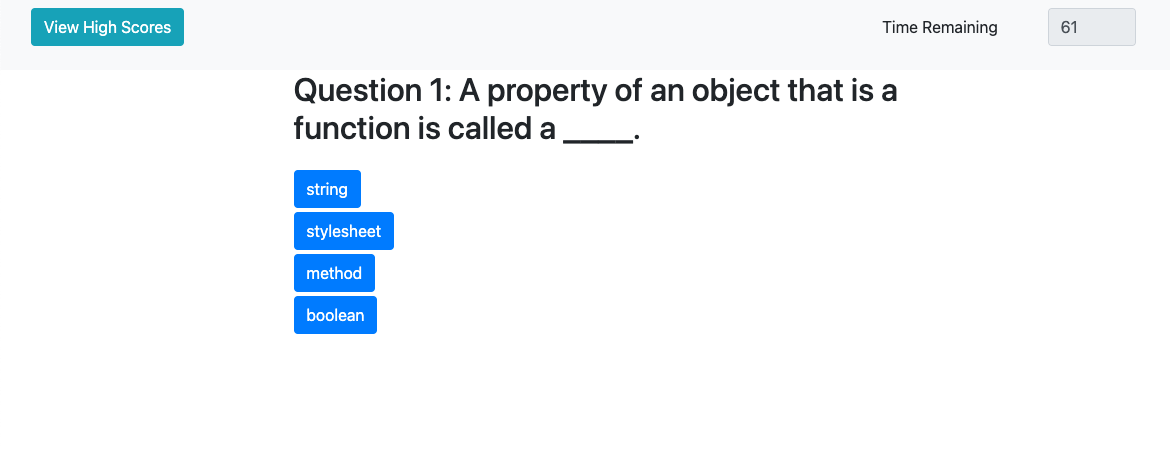 View High Scores
Time Remaining
61
Question 1: A property of an object that is a
function is called a _____.
string
stylesheet
method
boolean